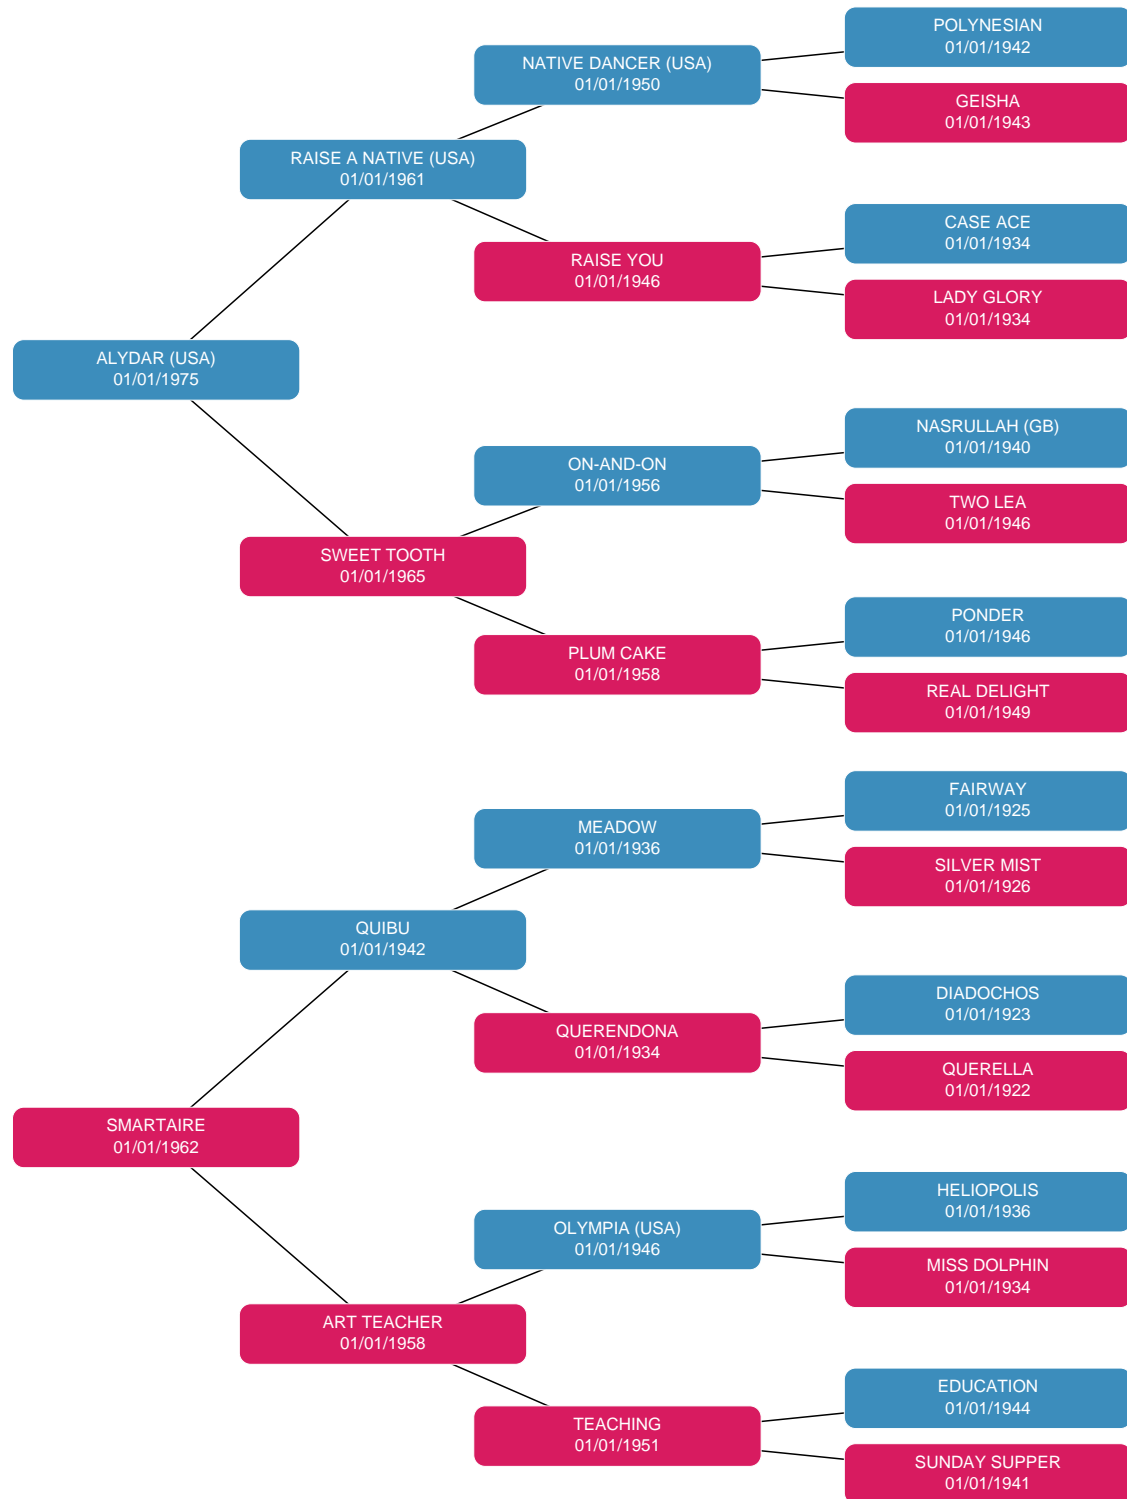 POLYNESIAN
01/01/1942
NATIVE DANCER (USA)
01/01/1950
GEISHA
01/01/1943
RAISE A NATIVE (USA)
01/01/1961
CASE ACE
01/01/1934
RAISE YOU
01/01/1946
LADY GLORY
01/01/1934
ALYDAR (USA)
01/01/1975
NASRULLAH (GB)
01/01/1940
ON-AND-ON
01/01/1956
TWO LEA
01/01/1946
SWEET TOOTH
01/01/1965
PONDER
01/01/1946
PLUM CAKE
01/01/1958
REAL DELIGHT
01/01/1949
FAIRWAY
01/01/1925
MEADOW
01/01/1936
SILVER MIST
01/01/1926
QUIBU
01/01/1942
DIADOCHOS
01/01/1923
QUERENDONA
01/01/1934
QUERELLA
01/01/1922
SMARTAIRE
01/01/1962
HELIOPOLIS
01/01/1936
OLYMPIA (USA)
01/01/1946
MISS DOLPHIN
01/01/1934
ART TEACHER
01/01/1958
EDUCATION
01/01/1944
TEACHING
01/01/1951
SUNDAY SUPPER
01/01/1941